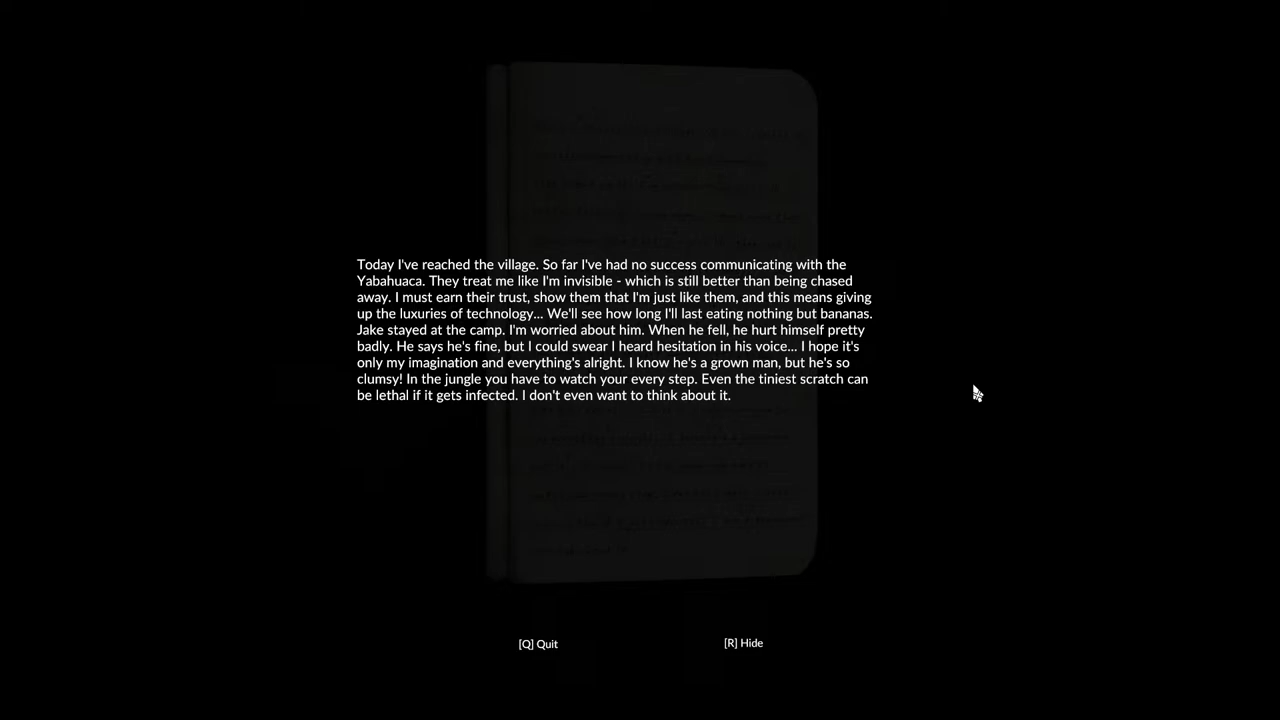 Today I've reached the village. So far I've had no success communicating with the
Yabahuaca. They treat me like I'm invisible - which is still better than being chased
away. I must earn their trust, show them that I'm just like them, and this means giving
up the luxuries of technology... We'll see how long I'll last eating nothing but bananas.
Jake stayed at the camp. I'm worried about him. When he fell, he hurt himself pretty
badly. He says he's fine, but I could swear I heard hesitation in his voice... I hope it's
only my imagination and everything's alright. I know he's a grown man, but he's so
clumsy! In the jungle you have to watch your every step. Even the tiniest scratch can
be lethal if it gets infected. I don't even want to think about it.
[Q] Quit
[R] Hide